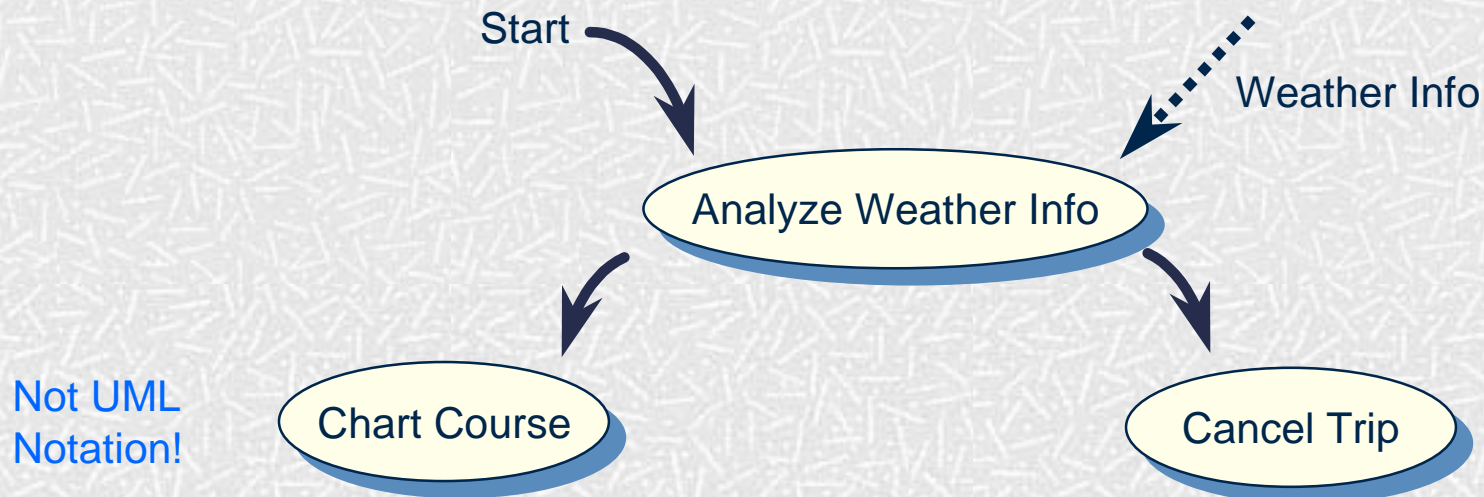 Start
Weather Info
Analyze Weather Info
Chart Course
Cancel Trip
Not UML
Notation!